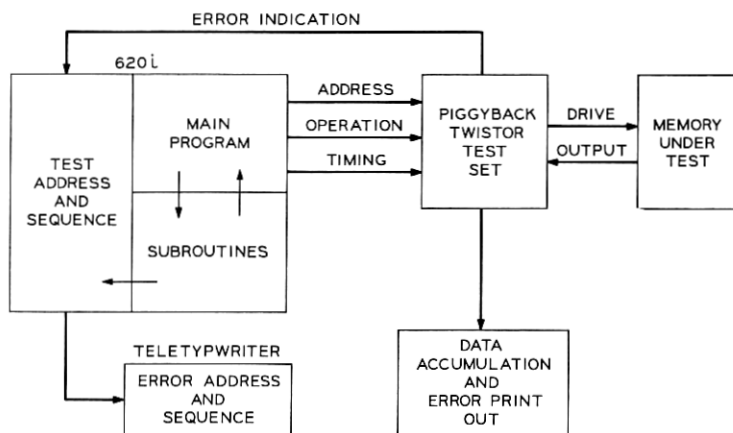 ERROR INDICATION
620i
TEST
ADDRESS
AND
SEQUENCE
MAIN
PROGRAM
SUBROUTINES
ADDRESS
OPERATION
TIMING
PIGGYBACK
TWISTOR
TEST
SET
DRIVE
OUTPUT
MEMORY
UNDER
TEST
TELETYPWRITER
ERROR ADDRESS
AND
SEQUENCE
DATA
ACCUMULATION
AND
ERROR PRINT
OUT